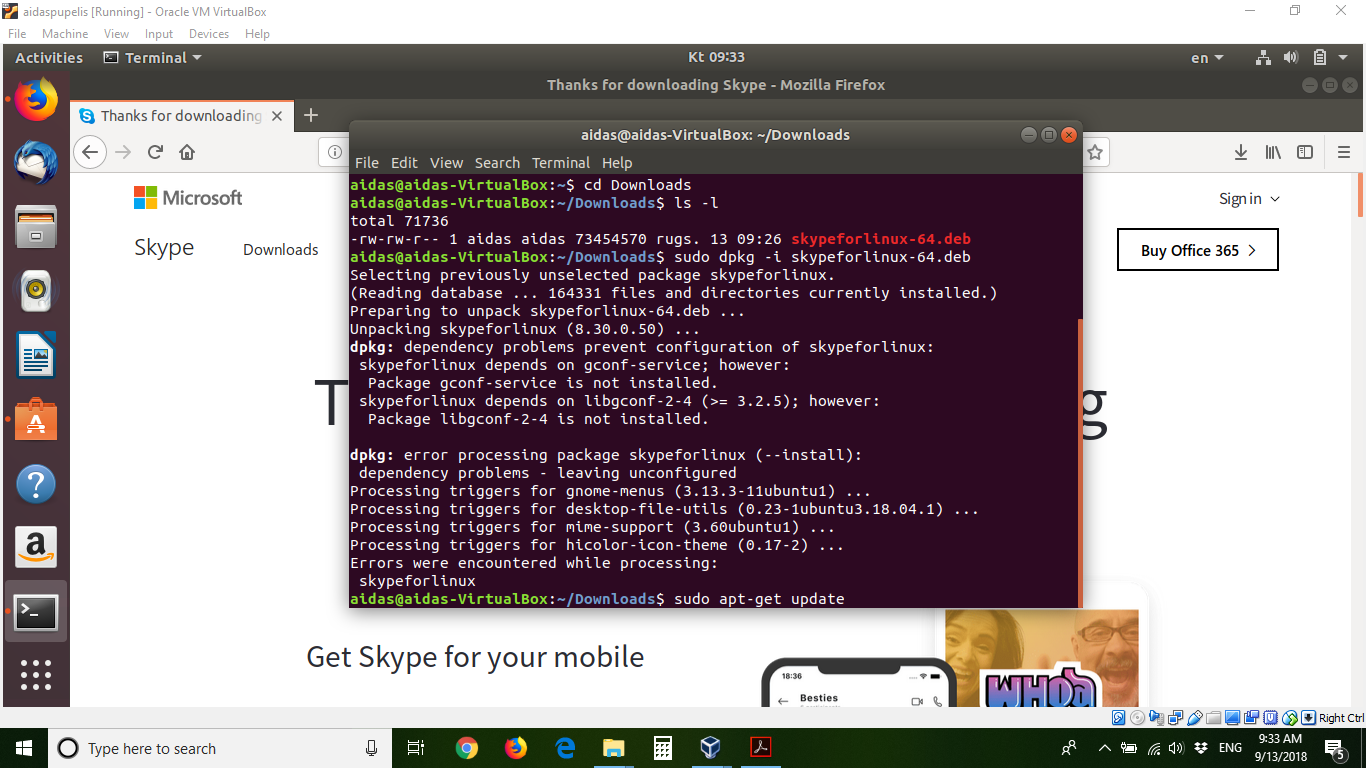 aidaspupelis [Running] - Oracle VM VirtualBox
File Machine View Input Devices Help
Activities Terminal Kt 09:33 en
Thanks for downloading Skype - Mozilla Firefox
Thanks for downloading
aidas@aidas-VirtualBox: ~/Downloads
File Edit View Search Terminal Help
aidas@aidas-VirtualBox:~$ cd Downloads
aidas@aidas-VirtualBox:~/Downloads$ ls -l
total 71736
-rw-rw-r-- 1 aidas aidas 73454570 rugs. 13 09:26 skypeforlinux-64.deb
aidas@aidas-VirtualBox:~/Downloads$ sudo dpkg -i skypeforlinux-64.deb
Selecting previously unselected package skypeforlinux.
(Reading database ... 164331 files and directories currently installed.)
Preparing to unpack skypeforlinux-64.deb ...
Unpacking skypeforlinux (8.30.0.50) ...
dpkg: dependency problems prevent configuration of skypeforlinux:
skypeforlinux depends on gconf-service; however:
Package gconf-service is not installed.
skypeforlinux depends on libgconf-2-4 (>= 3.2.5); however:
Package libgconf-2-4 is not installed.
dpkg: error processing package skypeforlinux (--install):
dependency problems - leaving unconfigured
Processing triggers for gnome-menus (3.13.3-11ubuntu1) ...
Processing triggers for desktop-file-utils (0.23-1ubuntu3.18.04.1) ...
Processing triggers for mime-support (3.60ubuntu1) ...
Processing triggers for hicolor-icon-theme (0.17-2) ...
Errors were encountered while processing:
skypeforlinux
aidas@aidas-VirtualBox:~/Downloads$ sudo apt-get update
Microsoft
Sign in
Skype Downloads
Buy Office 365
T g
Get Skype for your mobile
18:36
Besties
WHOA
Right Ctrl
Type here to search
ENG
9:33 AM
9/13/2018
5